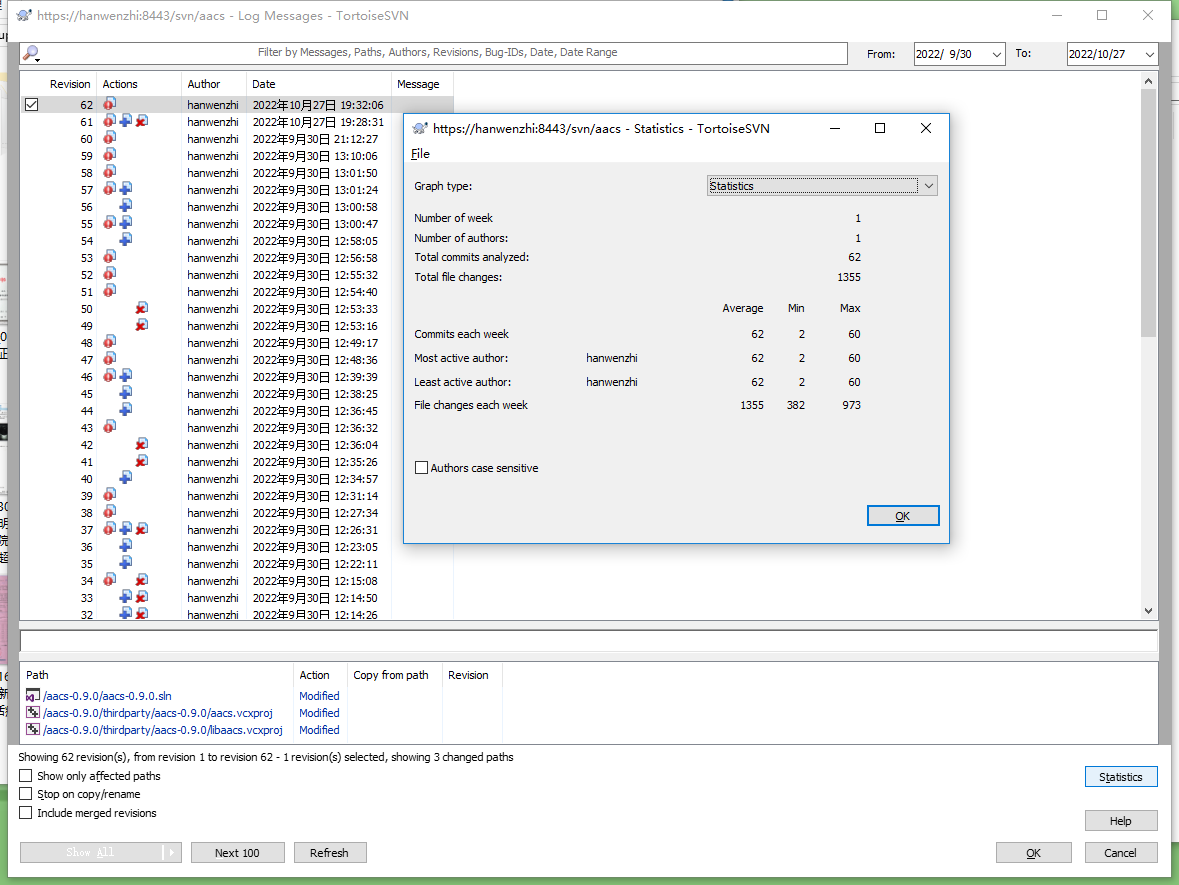 https://hanwenzhi:8443/svn/aacs - Log Messages - TortoiseSVN
Filter by Messages, Paths, Authors, Revisions, Bug-IDs, Date, Date Range
From: 2022/ 9/30 To: 2022/10/27
Revision Actions Author Date Message
62 hanwenzhi 2022年10月27日 19:32:06
61 hanwenzhi 2022年10月27日 19:28:31
60 hanwenzhi 2022年9月30日 21:12:27
59 hanwenzhi 2022年9月30日 13:10:06
58 hanwenzhi 2022年9月30日 13:01:50
57 hanwenzhi 2022年9月30日 13:01:24
56 hanwenzhi 2022年9月30日 13:00:58
55 hanwenzhi 2022年9月30日 13:00:47
54 hanwenzhi 2022年9月30日 12:58:05
53 hanwenzhi 2022年9月30日 12:56:58
52 hanwenzhi 2022年9月30日 12:55:32
51 hanwenzhi 2022年9月30日 12:54:40
50 hanwenzhi 2022年9月30日 12:53:33
49 hanwenzhi 2022年9月30日 12:53:16
48 hanwenzhi 2022年9月30日 12:49:17
47 hanwenzhi 2022年9月30日 12:48:36
46 hanwenzhi 2022年9月30日 12:39:39
45 hanwenzhi 2022年9月30日 12:38:25
44 hanwenzhi 2022年9月30日 12:36:45
43 hanwenzhi 2022年9月30日 12:36:32
42 hanwenzhi 2022年9月30日 12:36:04
41 hanwenzhi 2022年9月30日 12:35:26
40 hanwenzhi 2022年9月30日 12:34:57
39 hanwenzhi 2022年9月30日 12:31:14
38 hanwenzhi 2022年9月30日 12:27:34
37 hanwenzhi 2022年9月30日 12:26:31
36 hanwenzhi 2022年9月30日 12:23:05
35 hanwenzhi 2022年9月30日 12:22:11
34 hanwenzhi 2022年9月30日 12:15:08
33 hanwenzhi 2022年9月30日 12:14:50
32 hanwenzhi 2022年9月30日 12:14:26
https://hanwenzhi:8443/svn/aacs - Statistics - TortoiseSVN
File
Graph type: Statistics
Number of week 1
Number of authors: 1
Total commits analyzed: 62
Total file changes: 1355
Average Min Max
Commits each week 62 2 60
Most active author: hanwenzhi 62 2 60
Least active author: hanwenzhi 62 2 60
File changes each week 1355 382 973
Authors case sensitive
OK
Path Action Copy from path Revision
/aacs-0.9.0/aacs-0.9.0.sln Modified
/aacs-0.9.0/thirdparty/aacs-0.9.0/aacs.vcxproj Modified
/aacs-0.9.0/thirdparty/aacs-0.9.0/libaacs.vcxproj Modified
Showing 62 revision(s), from revision 1 to revision 62 - 1 revision(s) selected, showing 3 changed paths
Show only affected paths
Statistics
Stop on copy/rename
Include merged revisions
Help
Show All Next 100 Refresh OK Cancel